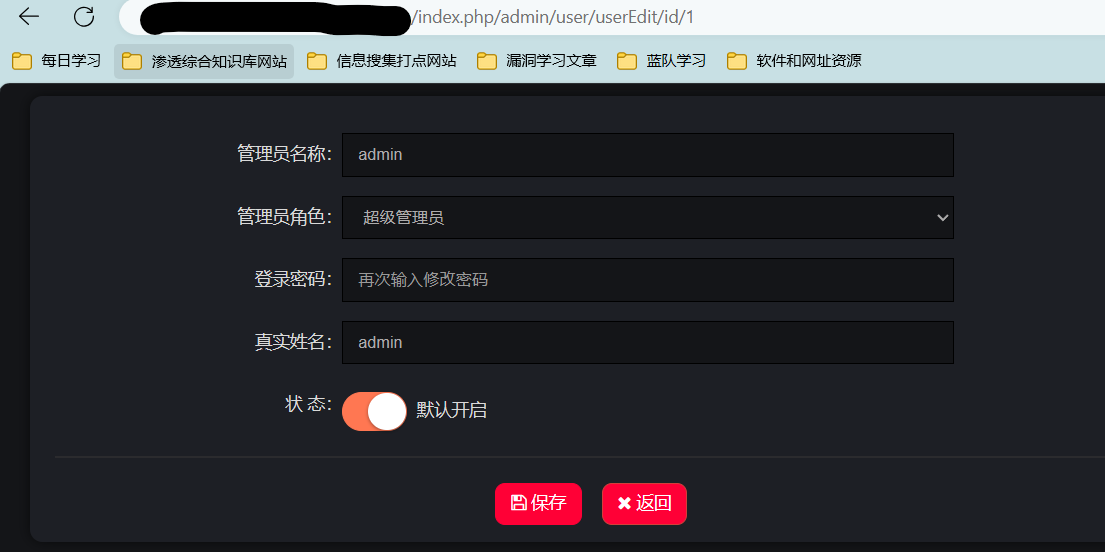 /index.php/admin/user/userEdit/id/1
每日学习 渗透综合知识库网站 信息搜集打点网站 漏洞学习文章 蓝队学习 软件和网址资源
管理员名称: admin
管理员角色: 超级管理员
登录密码: 再次输入修改密码
真实姓名: admin
状 态: 默认开启
保存 返回